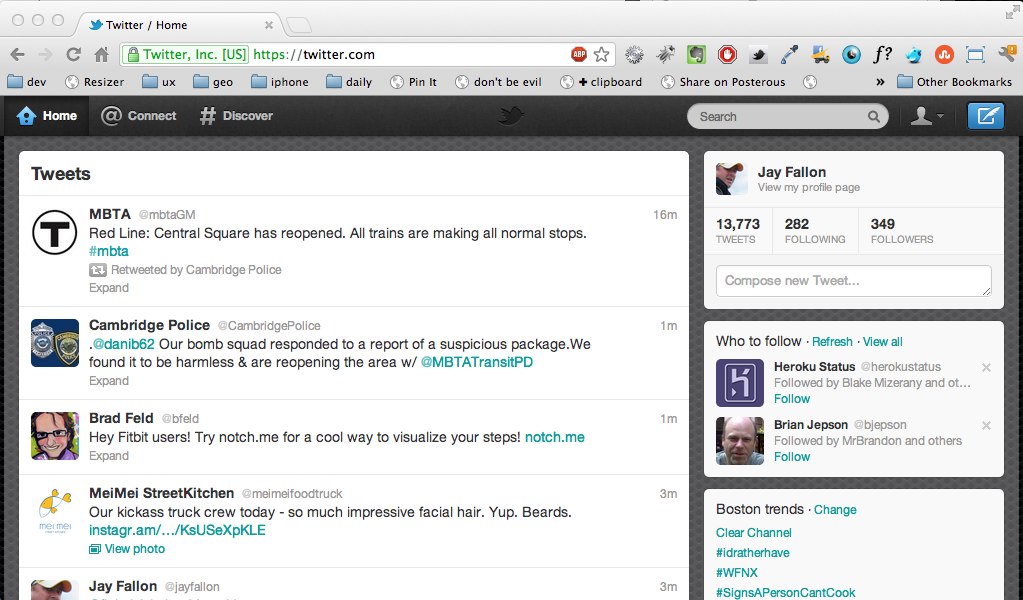 Twitter / Home
Twitter, Inc. [US] https://twitter.com
ABP
f?
dev
Resizer
ux
geo
iphone
daily
Pin It
don't be evil
+ clipboard
Share on Posterous
»
Other Bookmarks
Home
@ Connect
# Discover
Search
Tweets
MBTA @mbtaGM
16m
Red Line: Central Square has reopened. All trains are making all normal stops.
#mbta
Retweeted by Cambridge Police
Expand
Cambridge Police @CambridgePolice
1m
.@danib62 Our bomb squad responded to a report of a suspicious package.We
found it to be harmless & are reopening the area w/ @MBTATransitPD
Expand
Brad Feld @bfeld
1m
Hey Fitbit users! Try notch.me for a cool way to visualize your steps! notch.me
Expand
mei mei
MeiMei StreetKitchen @meimeifoodtruck
3m
Our kickass truck crew today - so much impressive facial hair. Yup. Beards.
instagr.am/…/KsUSeXpKLE
View photo
Jay Fallon @jayfallon
3m
Jay Fallon
View my profile page
13,773
TWEETS
282
FOLLOWING
349
FOLLOWERS
Compose new Tweet...
Who to follow · Refresh · View all
Heroku Status @herokustatus
Followed by Blake Mizerany and ot…
Follow
Brian Jepson @bjepson
Followed by MrBrandon and others
Follow
Boston trends · Change
Clear Channel
#idratherhave
#WFNX
#SignsAPersonCantCook